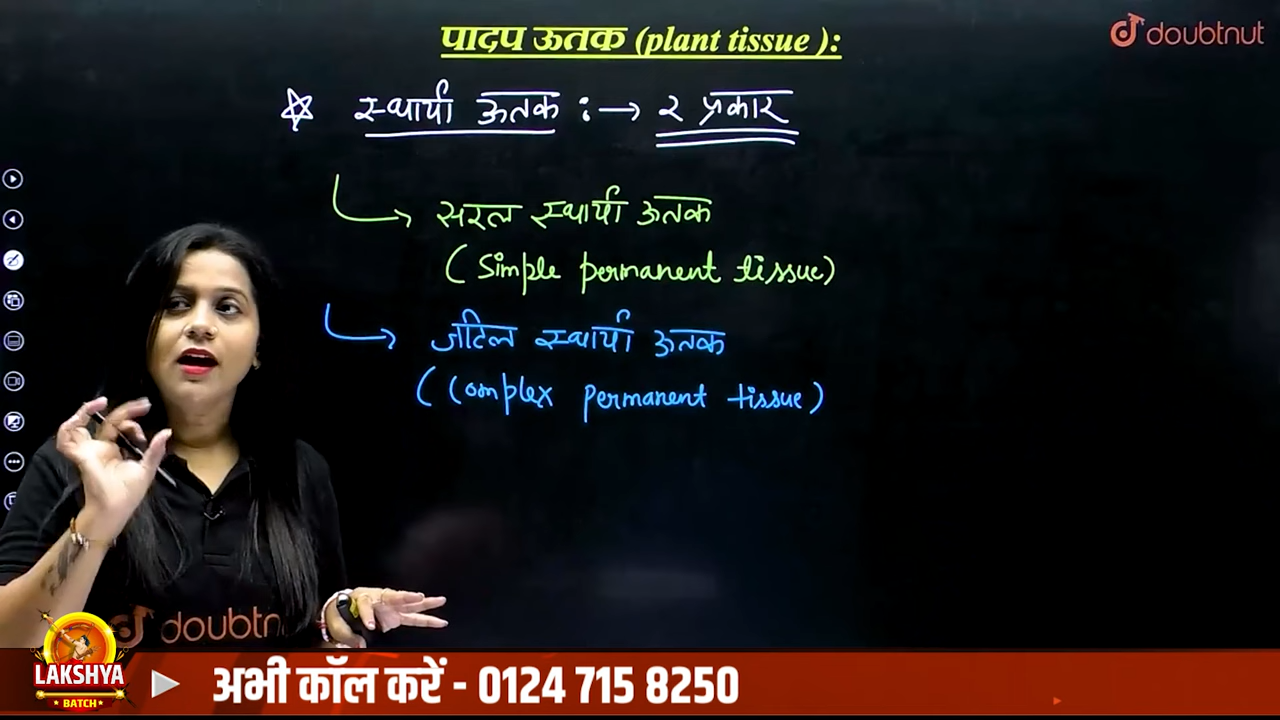 पादप ऊतक (plant tissue ):
doubtnut
स्थायी ऊतक :→ २ प्रकार
सरल स्थायी ऊतक
(Simple permanent tissue)
जटिल स्थायी ऊतक
(Complex permanent tissue)
doubtn
LAKSHYA
BATCH
अभी कॉल करें - 0124 715 8250